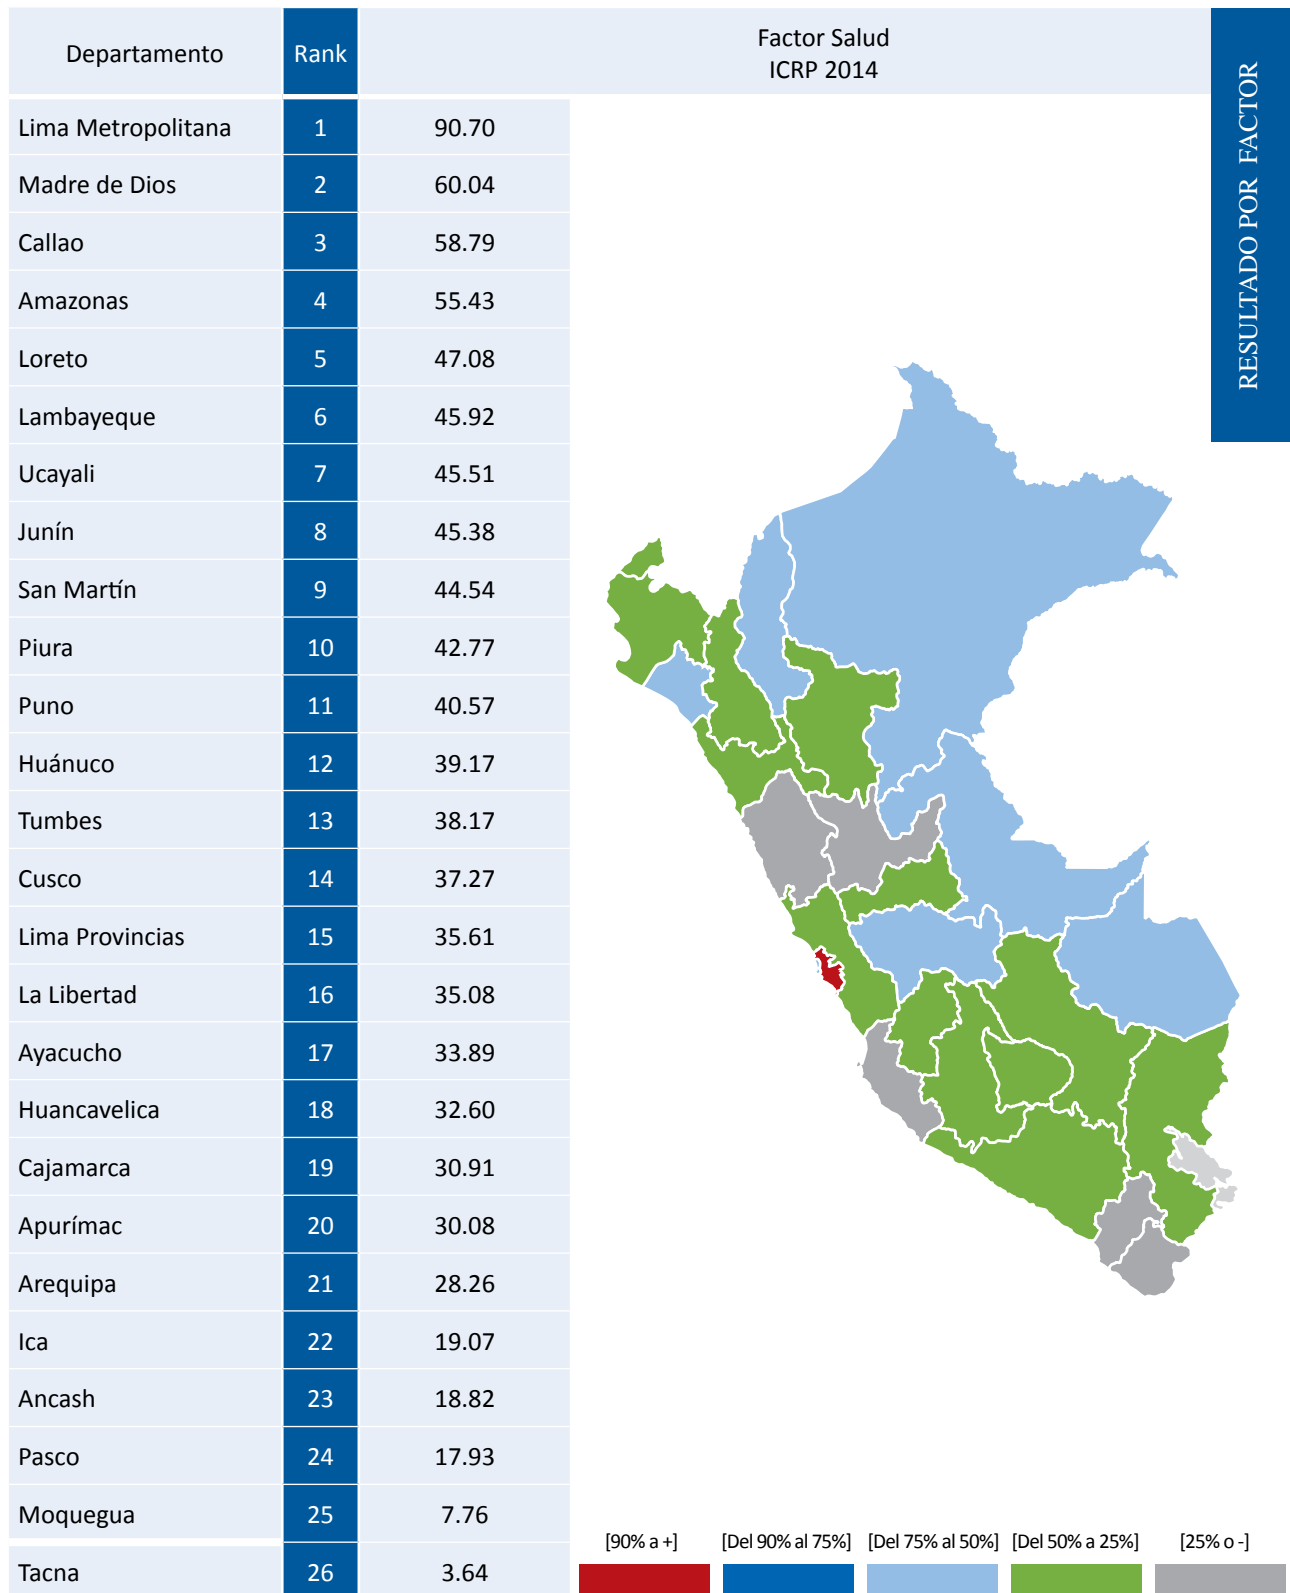 Departamento Rank Factor Salud
ICRP 2014
RESULTADO POR FACTOR
Lima Metropolitana 1 90.70
Madre de Dios 2 60.04
Callao 3 58.79
Amazonas 4 55.43
Loreto 5 47.08
Lambayeque 6 45.92
Ucayali 7 45.51
Junín 8 45.38
San Martín 9 44.54
Piura 10 42.77
Puno 11 40.57
Huánuco 12 39.17
Tumbes 13 38.17
Cusco 14 37.27
Lima Provincias 15 35.61
La Libertad 16 35.08
Ayacucho 17 33.89
Huancavelica 18 32.60
Cajamarca 19 30.91
Apurímac 20 30.08
Arequipa 21 28.26
Ica 22 19.07
Ancash 23 18.82
Pasco 24 17.93
Moquegua 25 7.76
Tacna 26 3.64
[90% a +] [Del 90% al 75%] [Del 75% al 50%] [Del 50% a 25%] [25% o -]